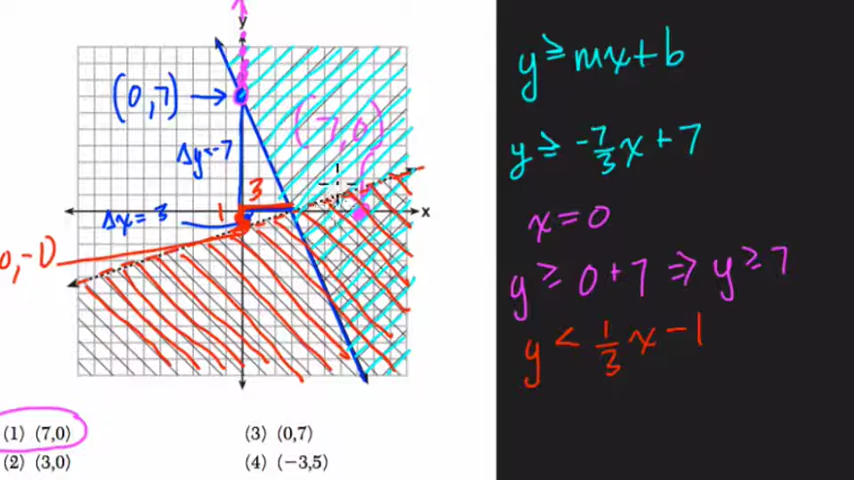 y
(0,7)
(7,0)
Δy=-7
3
1
Δx=3
x
0,-1)
(1) (7,0)
(3) (0,7)
(2) (3,0)
(4) (−3,5)
y ≥ mx+b
y ≥ -7/3x + 7
x=0
y ≥ 0+7 ⇒ y≥7
y < 1/3 x -1